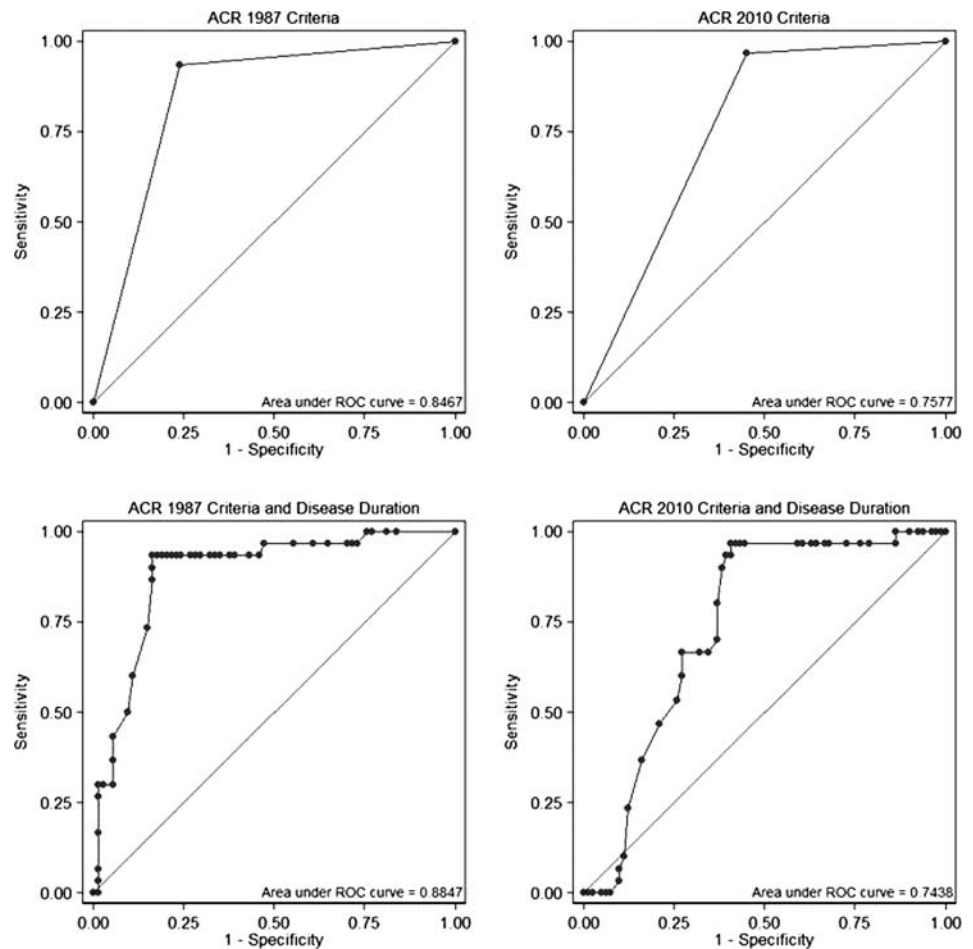 ACR 1987 Criteria
1.00
0.75
0.50
0.25
0.00
Sensitivity
Area under ROC curve = 0.8467
0.00 0.25 0.50 0.75 1.00
1 - Specificity
ACR 2010 Criteria
1.00
0.75
0.50
0.25
0.00
Sensitivity
Area under ROC curve = 0.7577
0.00 0.25 0.50 0.75 1.00
1 - Specificity
ACR 1987 Criteria and Disease Duration
1.00
0.75
0.50
0.25
0.00
Sensitivity
Area under ROC curve = 0.8847
0.00 0.25 0.50 0.75 1.00
1 - Specificity
ACR 2010 Criteria and Disease Duration
1.00
0.75
0.50
0.25
0.00
Sensitivity
Area under ROC curve = 0.7438
0.00 0.25 0.50 0.75 1.00
1 - Specificity